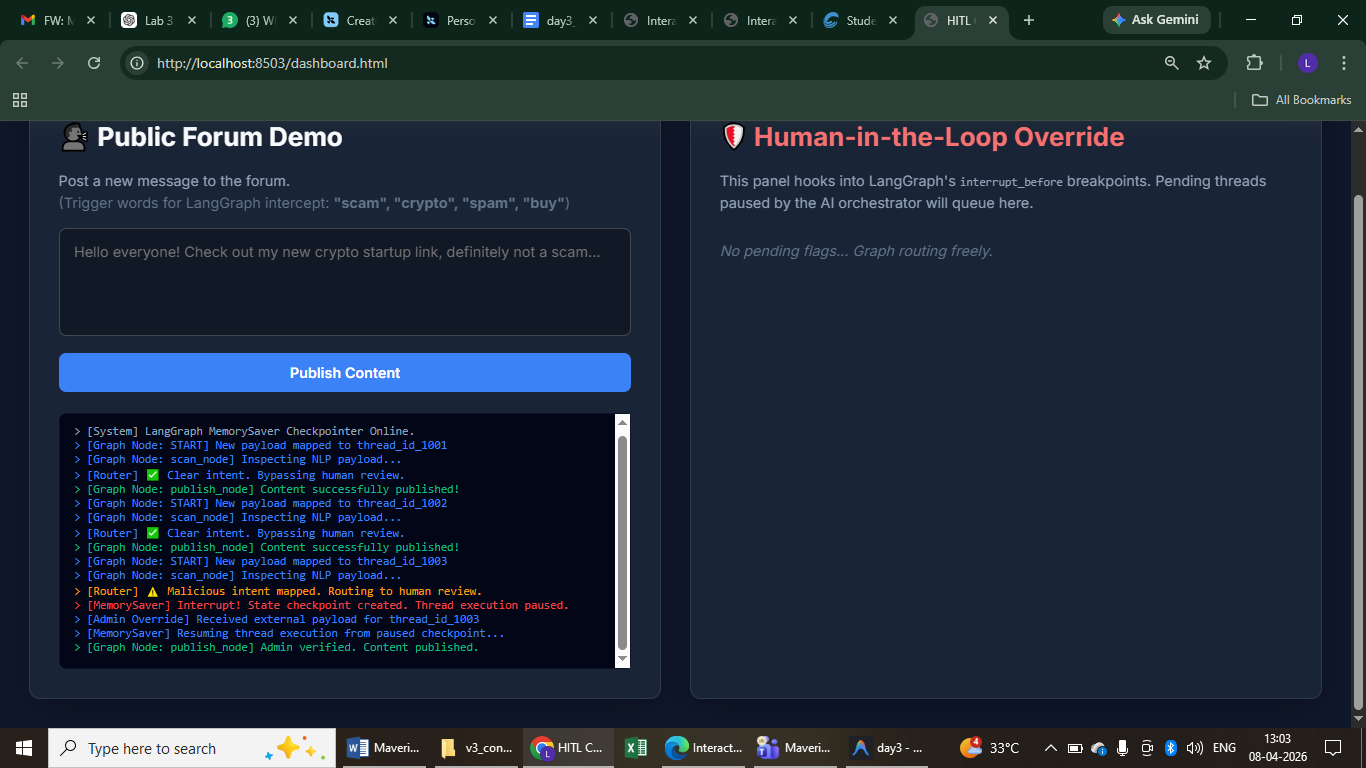 FW: M
Lab 3
3
(3) Wh
Creat
Perso
day3_
Intera
Intera
Stude
HITL
Ask Gemini
http://localhost:8503/dashboard.html
L
All Bookmarks
Public Forum Demo
Post a new message to the forum.
(Trigger words for LangGraph intercept: "scam", "crypto", "spam", "buy")
Hello everyone! Check out my new crypto startup link, definitely not a scam...
Publish Content
> [System] LangGraph MemorySaver Checkpointer Online.
> [Graph Node: START] New payload mapped to thread_id_1001
> [Graph Node: scan_node] Inspecting NLP payload...
> [Router] ✅ Clear intent. Bypassing human review.
> [Graph Node: publish_node] Content successfully published!
> [Graph Node: START] New payload mapped to thread_id_1002
> [Graph Node: scan_node] Inspecting NLP payload...
> [Router] ✅ Clear intent. Bypassing human review.
> [Graph Node: publish_node] Content successfully published!
> [Graph Node: START] New payload mapped to thread_id_1003
> [Graph Node: scan_node] Inspecting NLP payload...
> [Router] ⚠️ Malicious intent mapped. Routing to human review.
> [MemorySaver] Interrupt! State checkpoint created. Thread execution paused.
> [Admin Override] Received external payload for thread_id_1003
> [MemorySaver] Resuming thread execution from paused checkpoint...
> [Graph Node: publish_node] Admin verified. Content published.
Human-in-the-Loop Override
This panel hooks into LangGraph's interrupt_before breakpoints. Pending threads
paused by the AI orchestrator will queue here.
No pending flags... Graph routing freely.
Type here to search
Maveri...
v3_con...
HITL C...
Interact...
Maveri...
day3 - ...
4
33°C
ENG
13:03
08-04-2026